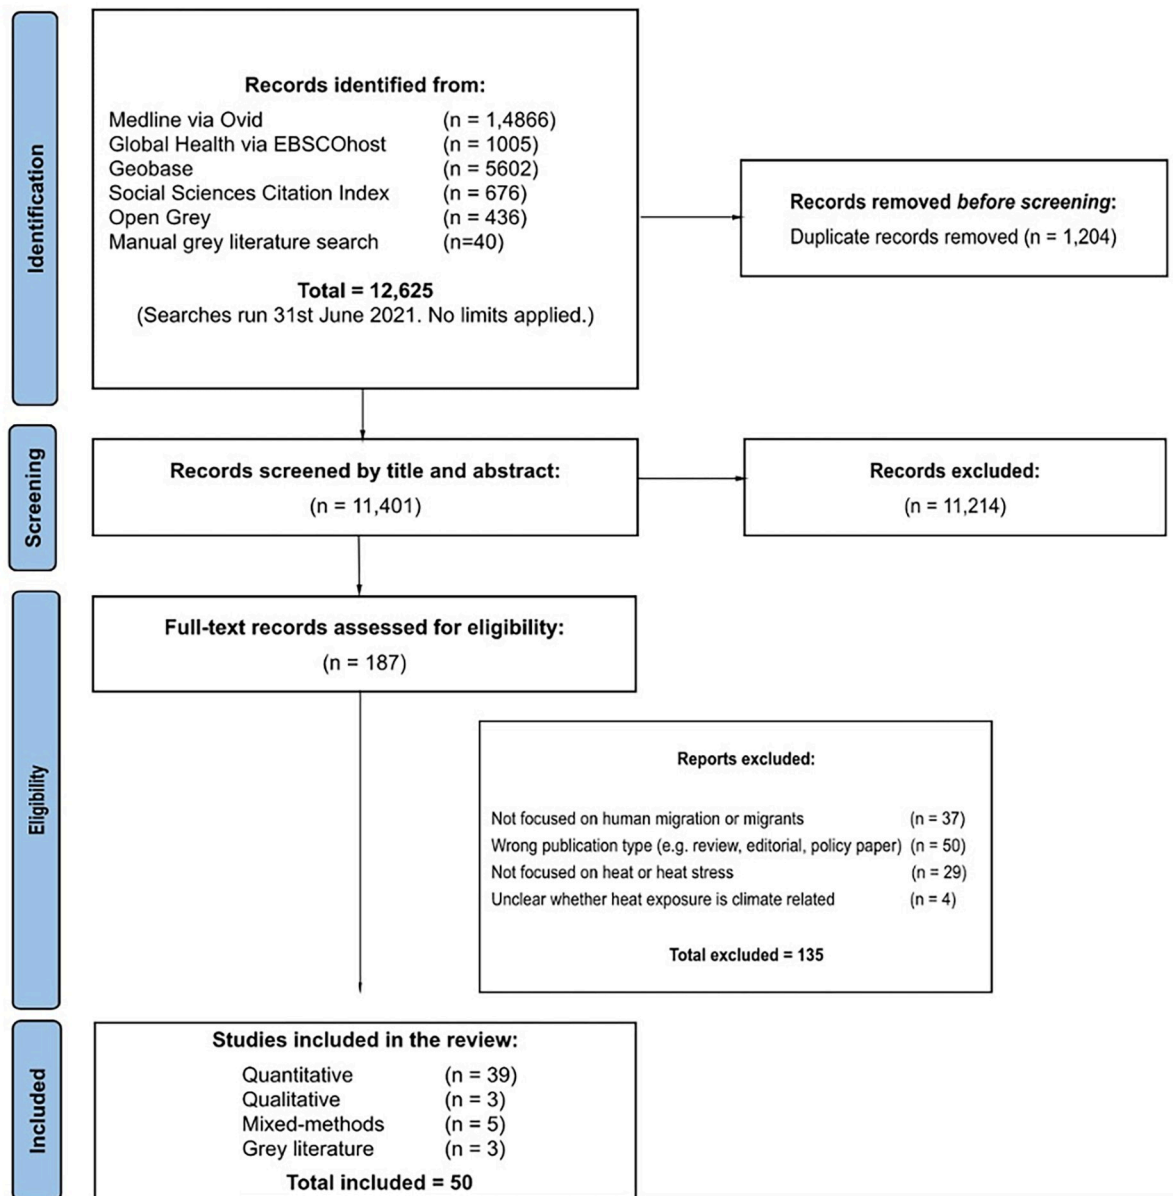 Identification
Records identified from:
Medline via Ovid (n = 1,4866)
Global Health via EBSCOhost (n = 1005)
Geobase (n = 5602)
Social Sciences Citation Index (n = 676)
Open Grey (n = 436)
Manual grey literature search (n=40)
Total = 12,625
(Searches run 31st June 2021. No limits applied.)
Records removed before screening:
Duplicate records removed (n = 1,204)
Screening
Records screened by title and abstract:
(n = 11,401)
Records excluded:
(n = 11,214)
Eligibility
Full-text records assessed for eligibility:
(n = 187)
Reports excluded:
Not focused on human migration or migrants (n = 37)
Wrong publication type (e.g. review, editorial, policy paper) (n = 50)
Not focused on heat or heat stress (n = 29)
Unclear whether heat exposure is climate related (n = 4)
Total excluded = 135
Included
Studies included in the review:
Quantitative (n = 39)
Qualitative (n = 3)
Mixed-methods (n = 5)
Grey literature (n = 3)
Total included = 50